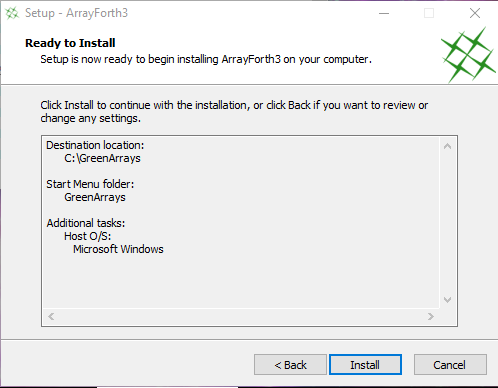 Setup - ArrayForth3
Ready to Install
Setup is now ready to begin installing ArrayForth3 on your computer.
Click Install to continue with the installation, or click Back if you want to review or
change any settings.
Destination location:
C:\GreenArrays
Start Menu folder:
GreenArrays
Additional tasks:
Host O/S:
Microsoft Windows
< Back
Install
Cancel